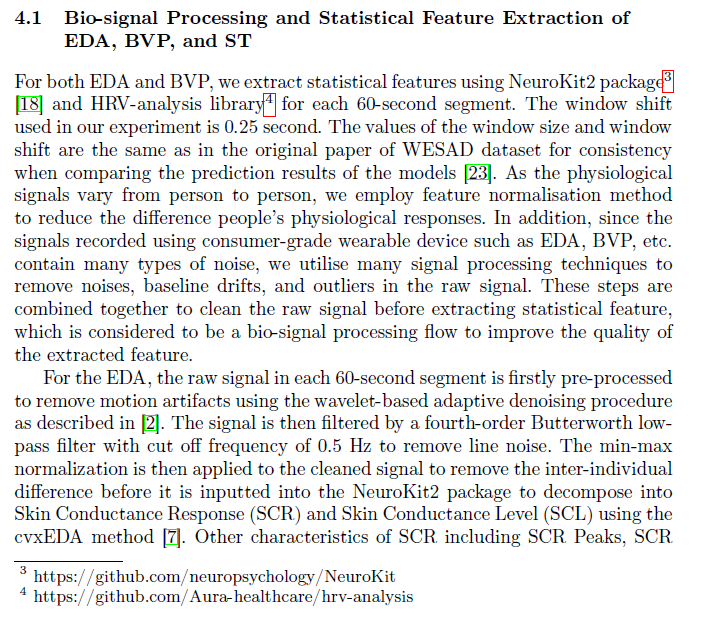 4.1 Bio-signal Processing and Statistical Feature Extraction of
EDA, BVP, and ST
For both EDA and BVP, we extract statistical features using NeuroKit2 package3
[18] and HRV-analysis library4 for each 60-second segment. The window shift
used in our experiment is 0.25 second. The values of the window size and window
shift are the same as in the original paper of WESAD dataset for consistency
when comparing the prediction results of the models [23]. As the physiological
signals vary from person to person, we employ feature normalisation method
to reduce the difference people's physiological responses. In addition, since the
signals recorded using consumer-grade wearable device such as EDA, BVP, etc.
contain many types of noise, we utilise many signal processing techniques to
remove noises, baseline drifts, and outliers in the raw signal. These steps are
combined together to clean the raw signal before extracting statistical feature,
which is considered to be a bio-signal processing flow to improve the quality of
the extracted feature.
For the EDA, the raw signal in each 60-second segment is firstly pre-processed
to remove motion artifacts using the wavelet-based adaptive denoising procedure
as described in [2]. The signal is then filtered by a fourth-order Butterworth low-
pass filter with cut off frequency of 0.5 Hz to remove line noise. The min-max
normalization is then applied to the cleaned signal to remove the inter-individual
difference before it is inputted into the NeuroKit2 package to decompose into
Skin Conductance Response (SCR) and Skin Conductance Level (SCL) using the
cvxEDA method [7]. Other characteristics of SCR including SCR Peaks, SCR
3 https://github.com/neuropsychology/NeuroKit
4 https://github.com/Aura-healthcare/hrv-analysis